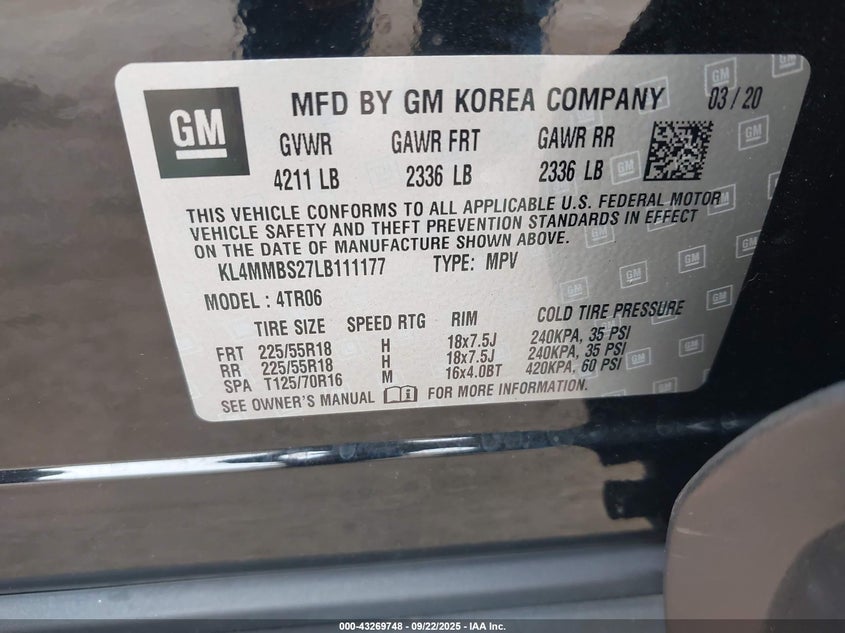 GM
MFD BY GM KOREA COMPANY 03/20
GVWR GAWR FRT GAWR RR
4211 LB 2336 LB 2336 LB
THIS VEHICLE CONFORMS TO ALL APPLICABLE U.S. FEDERAL MOTOR
VEHICLE SAFETY AND THEFT PREVENTION STANDARDS IN EFFECT
ON THE DATE OF MANUFACTURE SHOWN ABOVE.
KL4MMBS27LB111177 TYPE: MPV
MODEL : 4TR06
TIRE SIZE SPEED RTG RIM COLD TIRE PRESSURE
FRT 225/55R18 H 18x7.5J 240KPA, 35 PSI
RR 225/55R18 H 18x7.5J 240KPA, 35 PSI
SPA T125/70R16 M 16x4.0BT 420KPA, 60 PSI
SEE OWNER'S MANUAL FOR MORE INFORMATION.
000-43269748 - 09/22/2025 - IAA Inc.